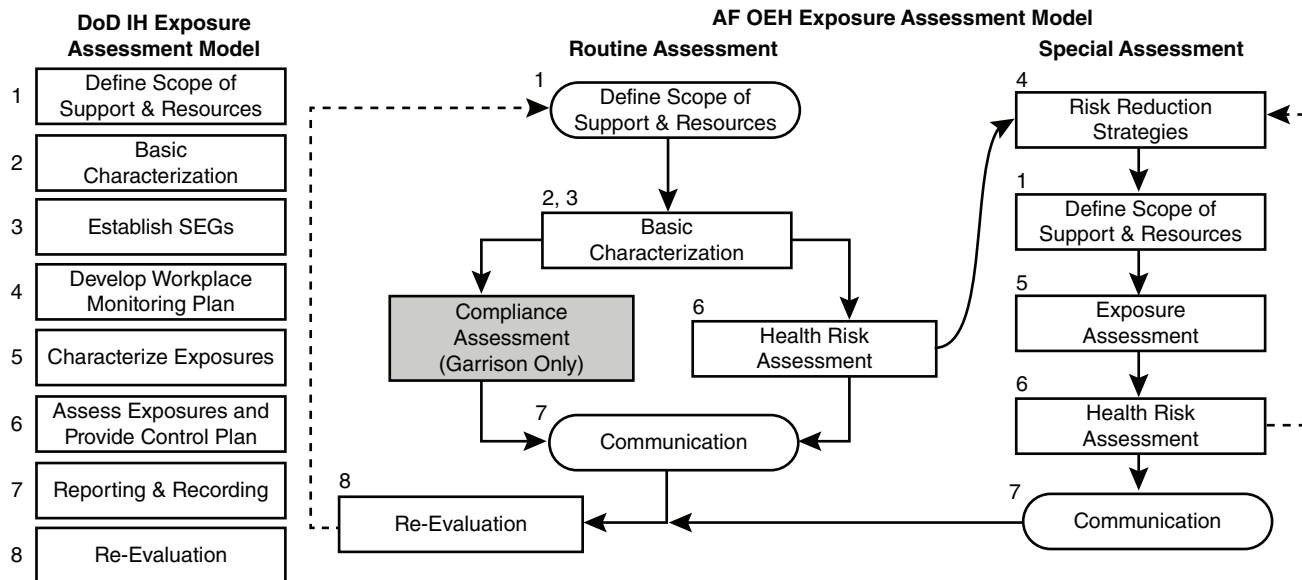 DoD IH Exposure
Assessment Model
1
Define Scope of
Support & Resources
2
Basic
Characterization
3
Establish SEGs
4
Develop Workplace
Monitoring Plan
5
Characterize Exposures
6
Assess Exposures and
Provide Control Plan
7
Reporting & Recording
8
Re-Evaluation
AF OEH Exposure Assessment Model
Routine Assessment
1
Define Scope of
Support & Resources
2, 3
Basic
Characterization
Compliance
Assessment
(Garrison Only)
6
Health Risk
Assessment
7
Communication
8
Re-Evaluation
Special Assessment
4
Risk Reduction
Strategies
1
Define Scope of
Support & Resources
5
Exposure
Assessment
6
Health Risk
Assessment
7
Communication